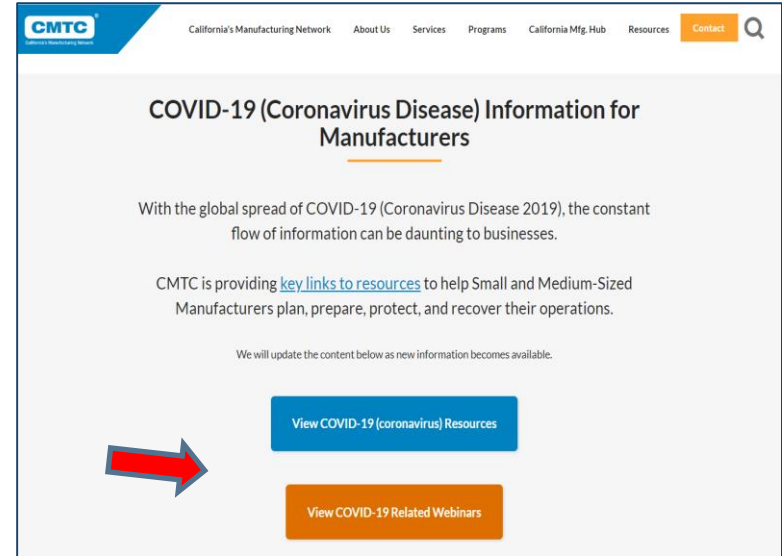 CMTC®
California's Manufacturing Network
California's Manufacturing Network About Us Services Programs California Mfg. Hub Resources Contact
COVID-19 (Coronavirus Disease) Information for
Manufacturers
With the global spread of COVID-19 (Coronavirus Disease 2019), the constant
flow of information can be daunting to businesses.
CMTC is providing key links to resources to help Small and Medium-Sized
Manufacturers plan, prepare, protect, and recover their operations.
We will update the content below as new information becomes available.
View COVID-19 (coronavirus) Resources
View COVID-19 Related Webinars